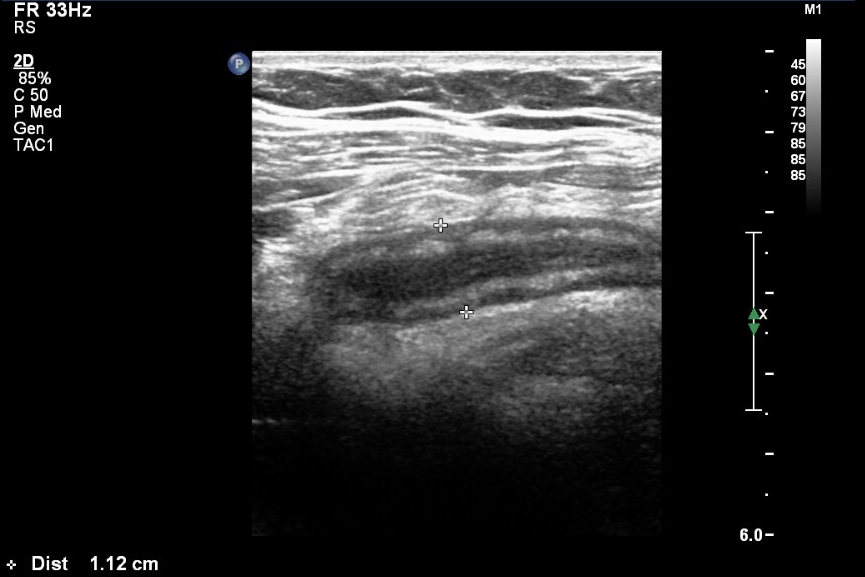 FR 33Hz
RS
2D
85%
C 50
P Med
Gen
TAC1
P
M1
45
60
67
73
79
85
85
85
X
6.0
Dist 1.12 cm